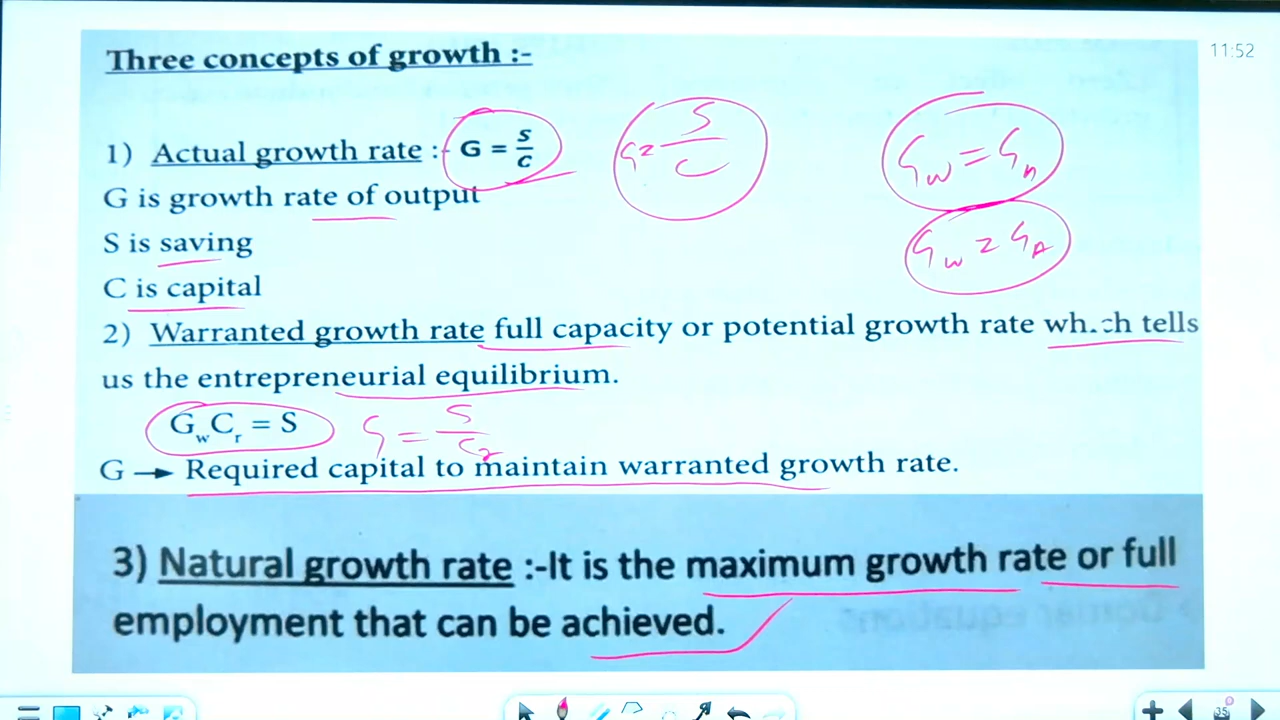 Three concepts of growth :-
11:52
1) Actual growth rate :- G = s/c
G = S/C
Gw = Gn
G is growth rate of output
Gw = GA
S is saving
C is capital
2) Warranted growth rate full capacity or potential growth rate which tells
us the entrepreneurial equilibrium.
GwCr = S
G = S/Cr
G → Required capital to maintain warranted growth rate.
3) Natural growth rate :-It is the maximum growth rate or full
employment that can be achieved.
35